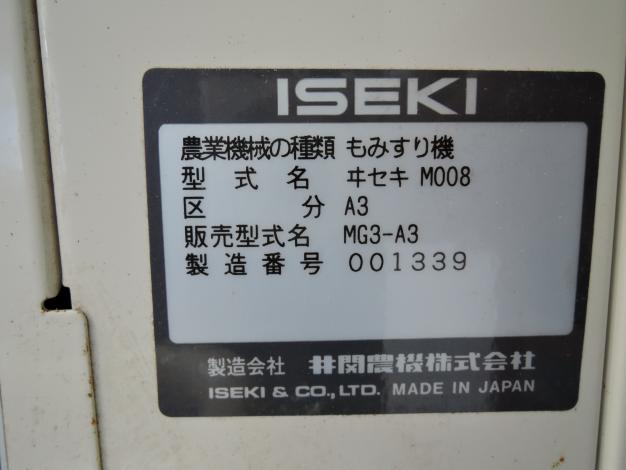 ISEKI
農業機械の種類 もみすり機
型式名 ヰセキ M008
区分 A3
販売型式名 MG3-A3
製造番号 001339
製造会社 井関農機株式会社
ISEKI & CO., LTD. MADE IN JAPAN